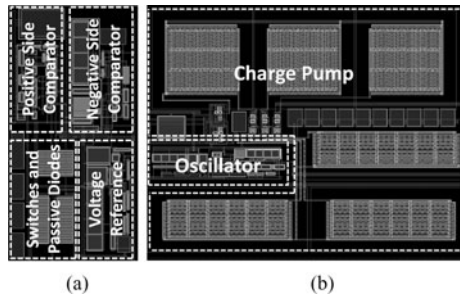 Positive Side
Comparator
Negative Side
Comparator
Switches and
Passive Diodes
Voltage
Reference
Charge Pump
Oscillator
(a)
(b)